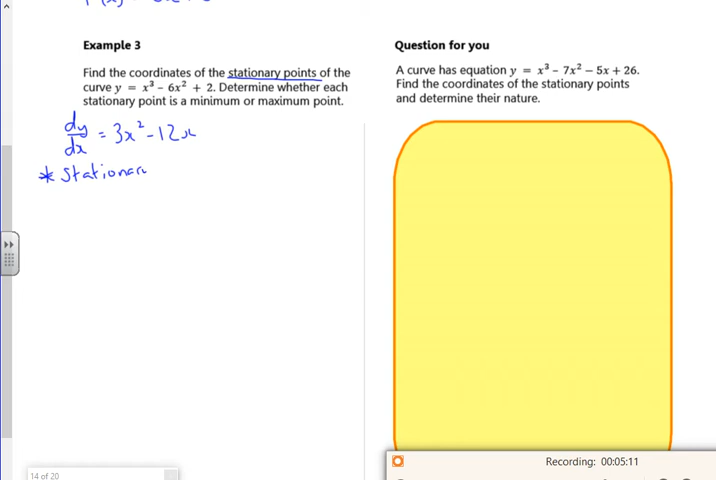 Example 3
Find the coordinates of the stationary points of the
curve y = x³ − 6x² + 2. Determine whether each
stationary point is a minimum or maximum point.
dy/dx = 3x² − 12x
* Stationar
Question for you
A curve has equation y = x³ − 7x² − 5x + 26.
Find the coordinates of the stationary points
and determine their nature.
Recording: 00:05:11
14 of 20